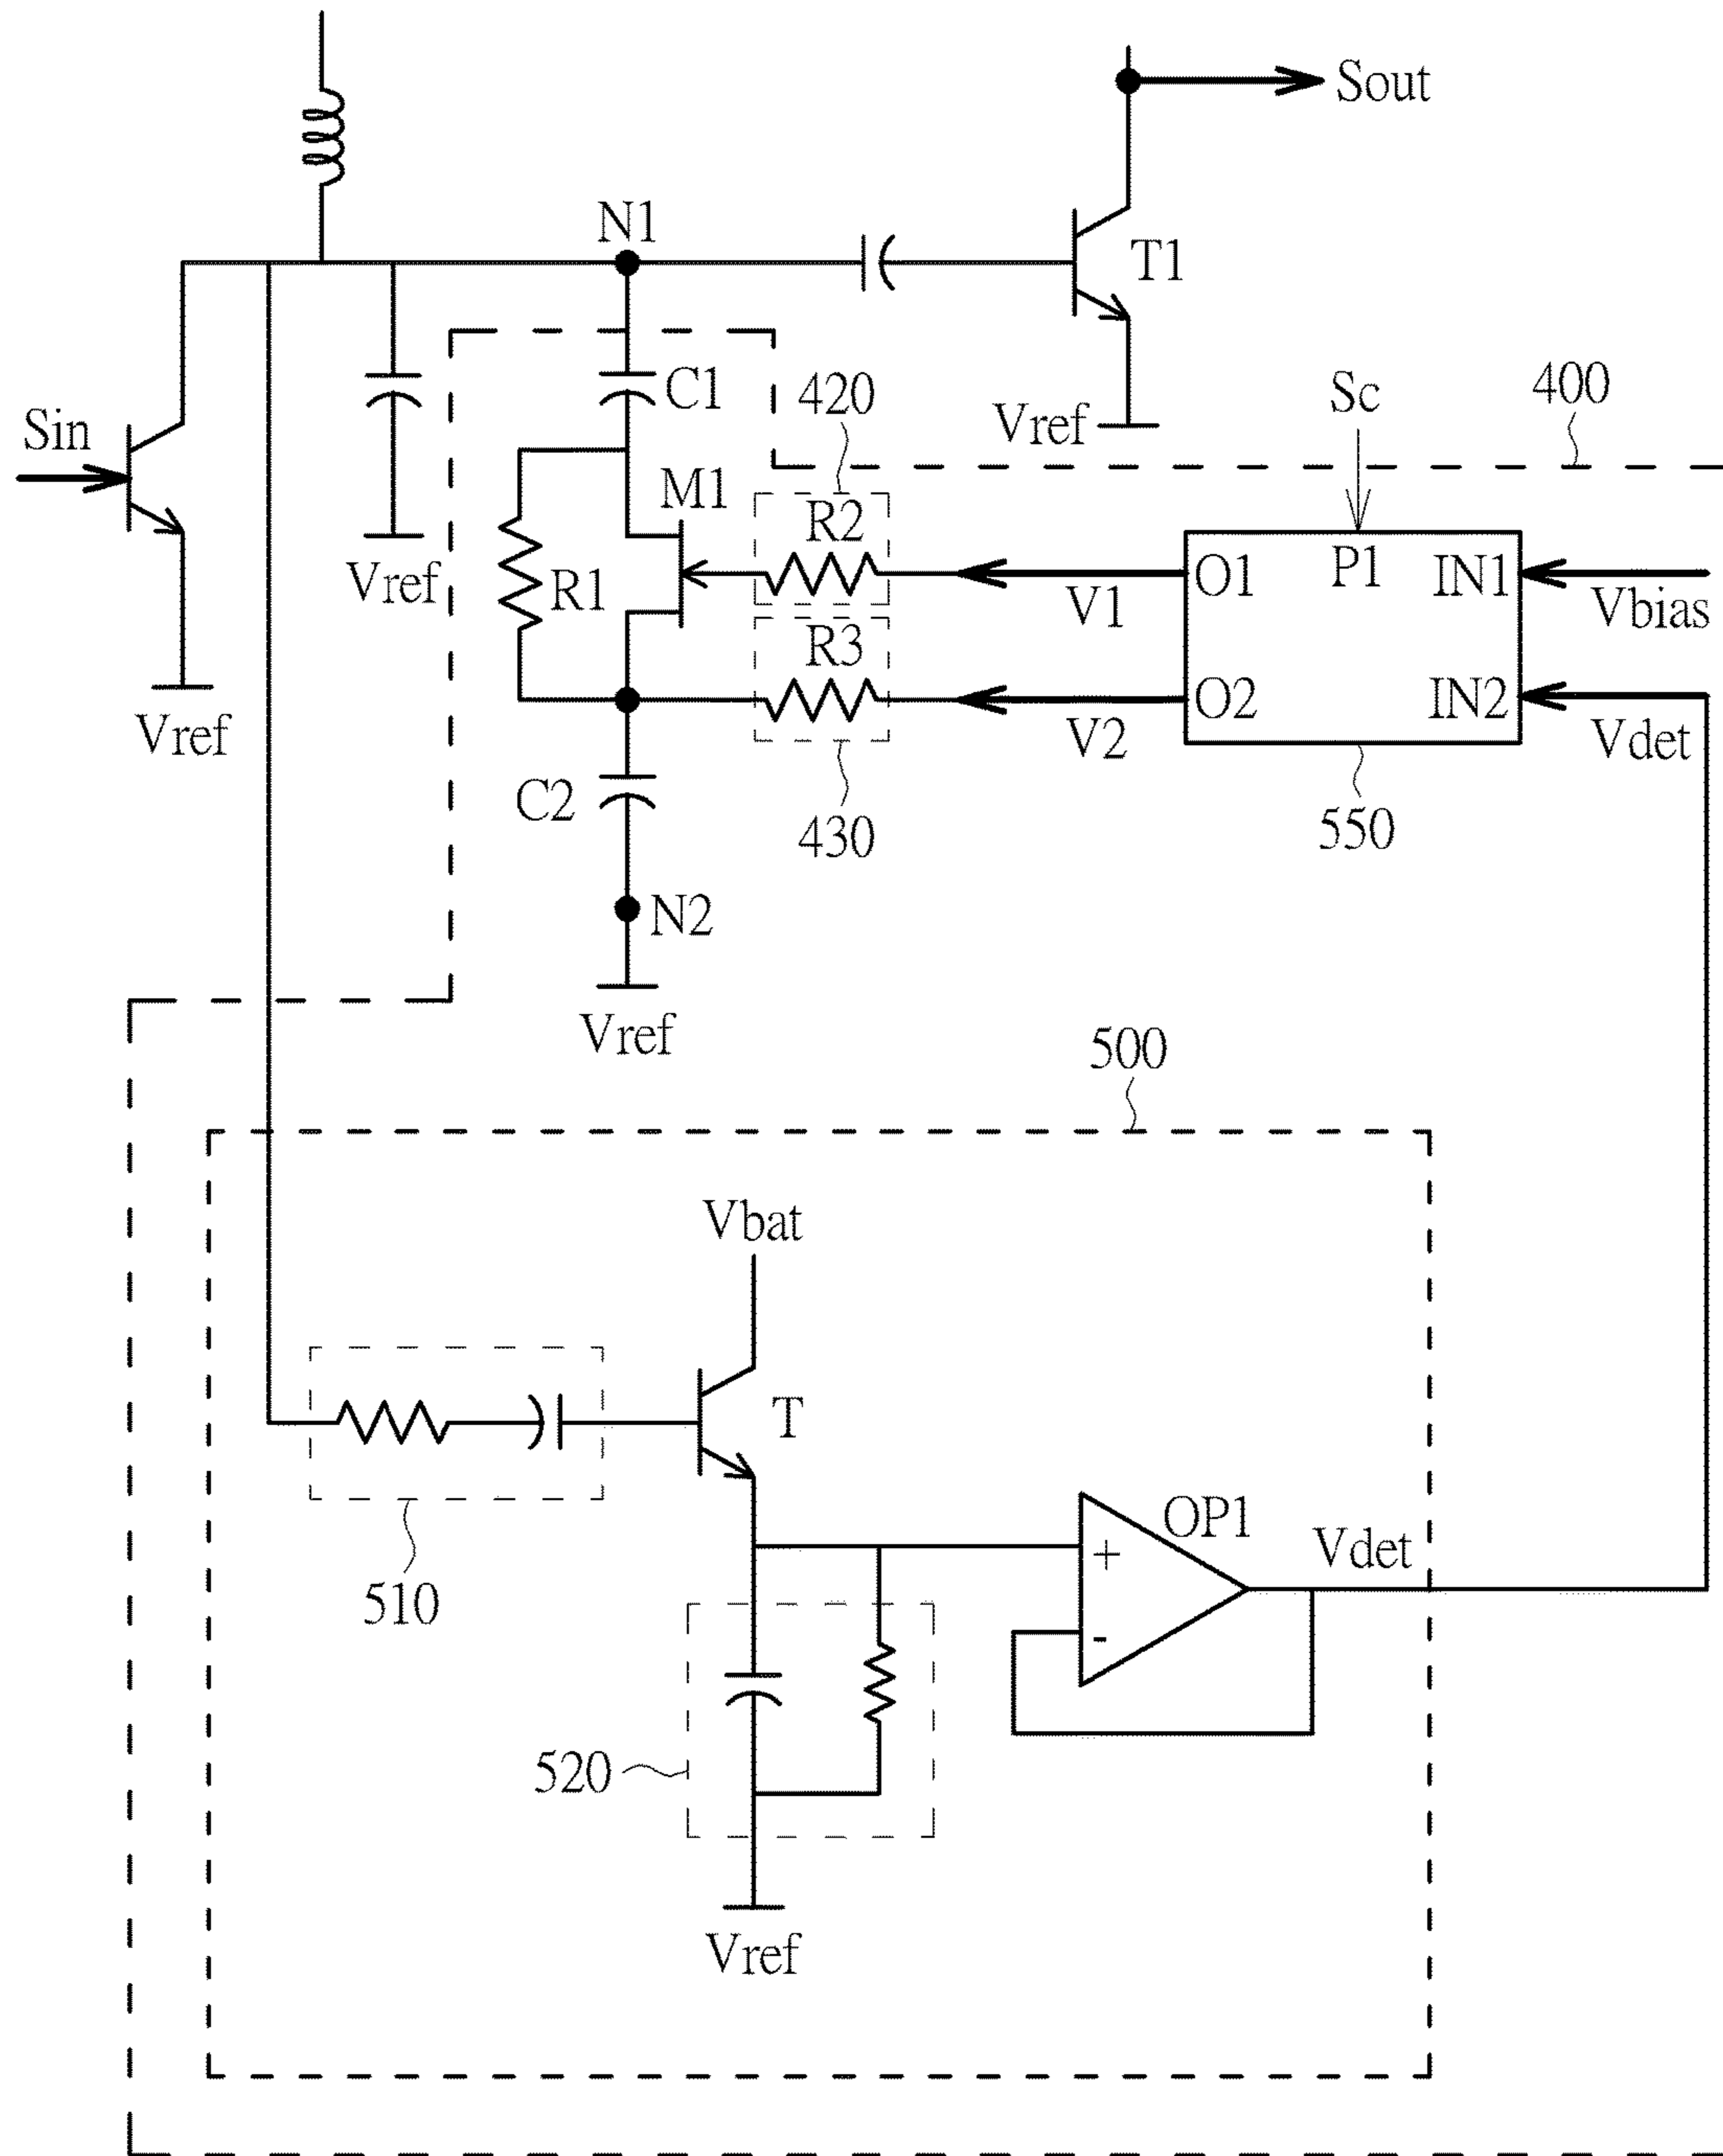 Sout
N1
T1
C1
420
Sc
400
Vref
Sin
M1
R2
P1
O1
IN1
Vref
R1
V1
Vbias
R3
O2
IN2
Vref
V2
Vdet
C2
430
550
N2
Vref
500
Vbat
T
OP1
Vdet
+
510
-
520
Vref